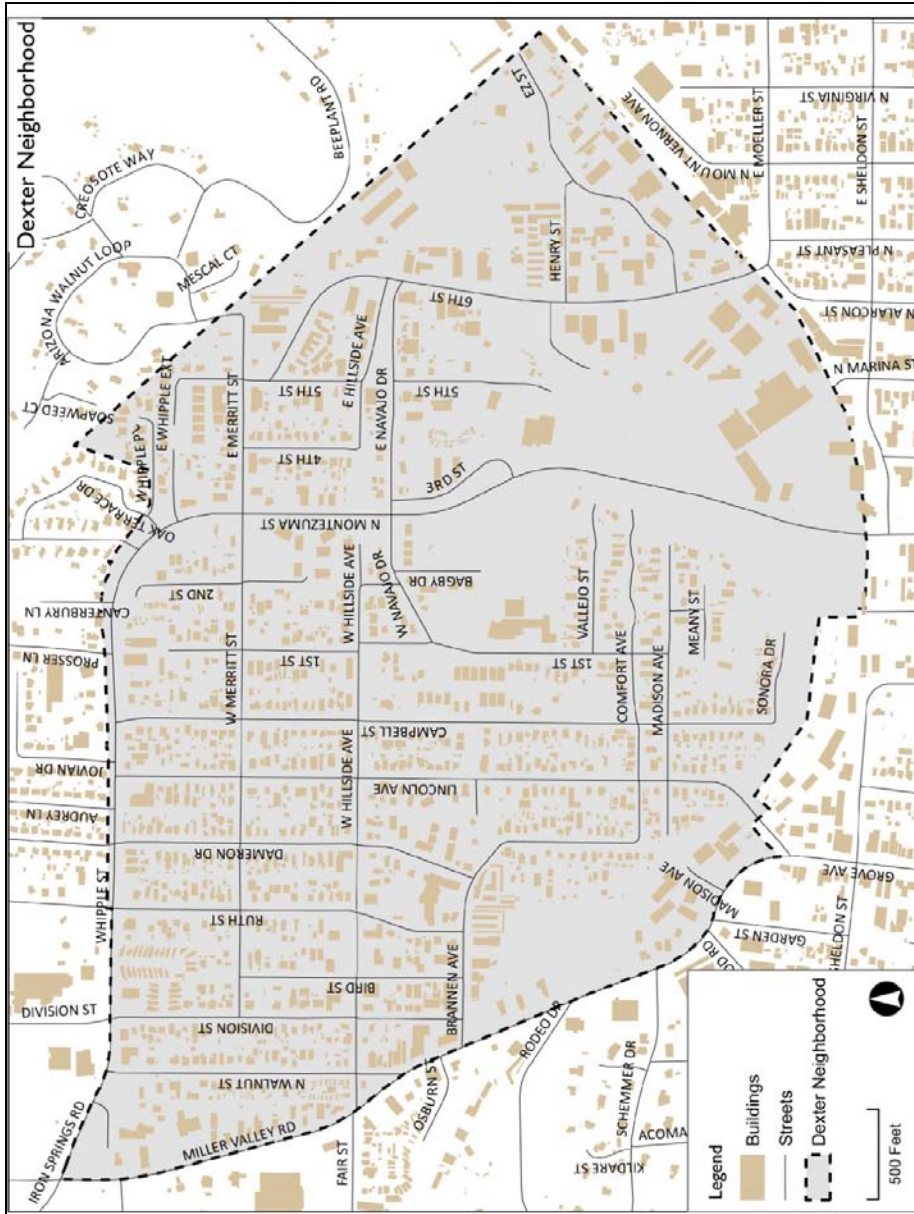 Dexter Neighborhood
IRON SPRINGS RD
DIVISION ST
WHIPPLE ST
AUDREY LN
JOVIAN DR
PROSSER LN
CANTERBURY LN
OAK TERRACE DR
SOAPWEED CT
ARIZONA WALNUT LOOP
CREOSOTE WAY
MESCAL CT
BEEPLANT RD
E WHIPPLE EXT
MILLER VALLEY RD
N WALNUT ST
DIVISION ST
BIRD ST
RUTH ST
DAMERON DR
W MERRITT ST
1ST ST
2ND ST
E MERRITT ST
N MONTEZUMA ST
4TH ST
5TH ST
E HILLSIDE AVE
FAIR ST
W HILLSIDE AVE
CAMPBELL ST
LINCOLN AVE
W HILLSIDE AVE
W NAVAJO DR
E NAVAJO DR
BAGBY DR
3RD ST
5TH ST
6TH ST
OSBURN ST
BRANNEN AVE
RODEO DR
EZ ST
HENRY ST
1ST ST
VALLEJO ST
COMFORT AVE
MADISON AVE
MEANY ST
SONORA DR
KILDARE ST
SCHEMMER DR
ACOMA
MADISON AVE
OD RD
GARDEN ST
GROVE AVE
SHELDON ST
N MOUNT VERNON AVE
E MOELLER ST
N VIRGINIA ST
E SHELDON ST
N PLEASANT ST
N ALARCON ST
N MARINA ST
Legend
Buildings
Streets
Dexter Neighborhood
500 Feet